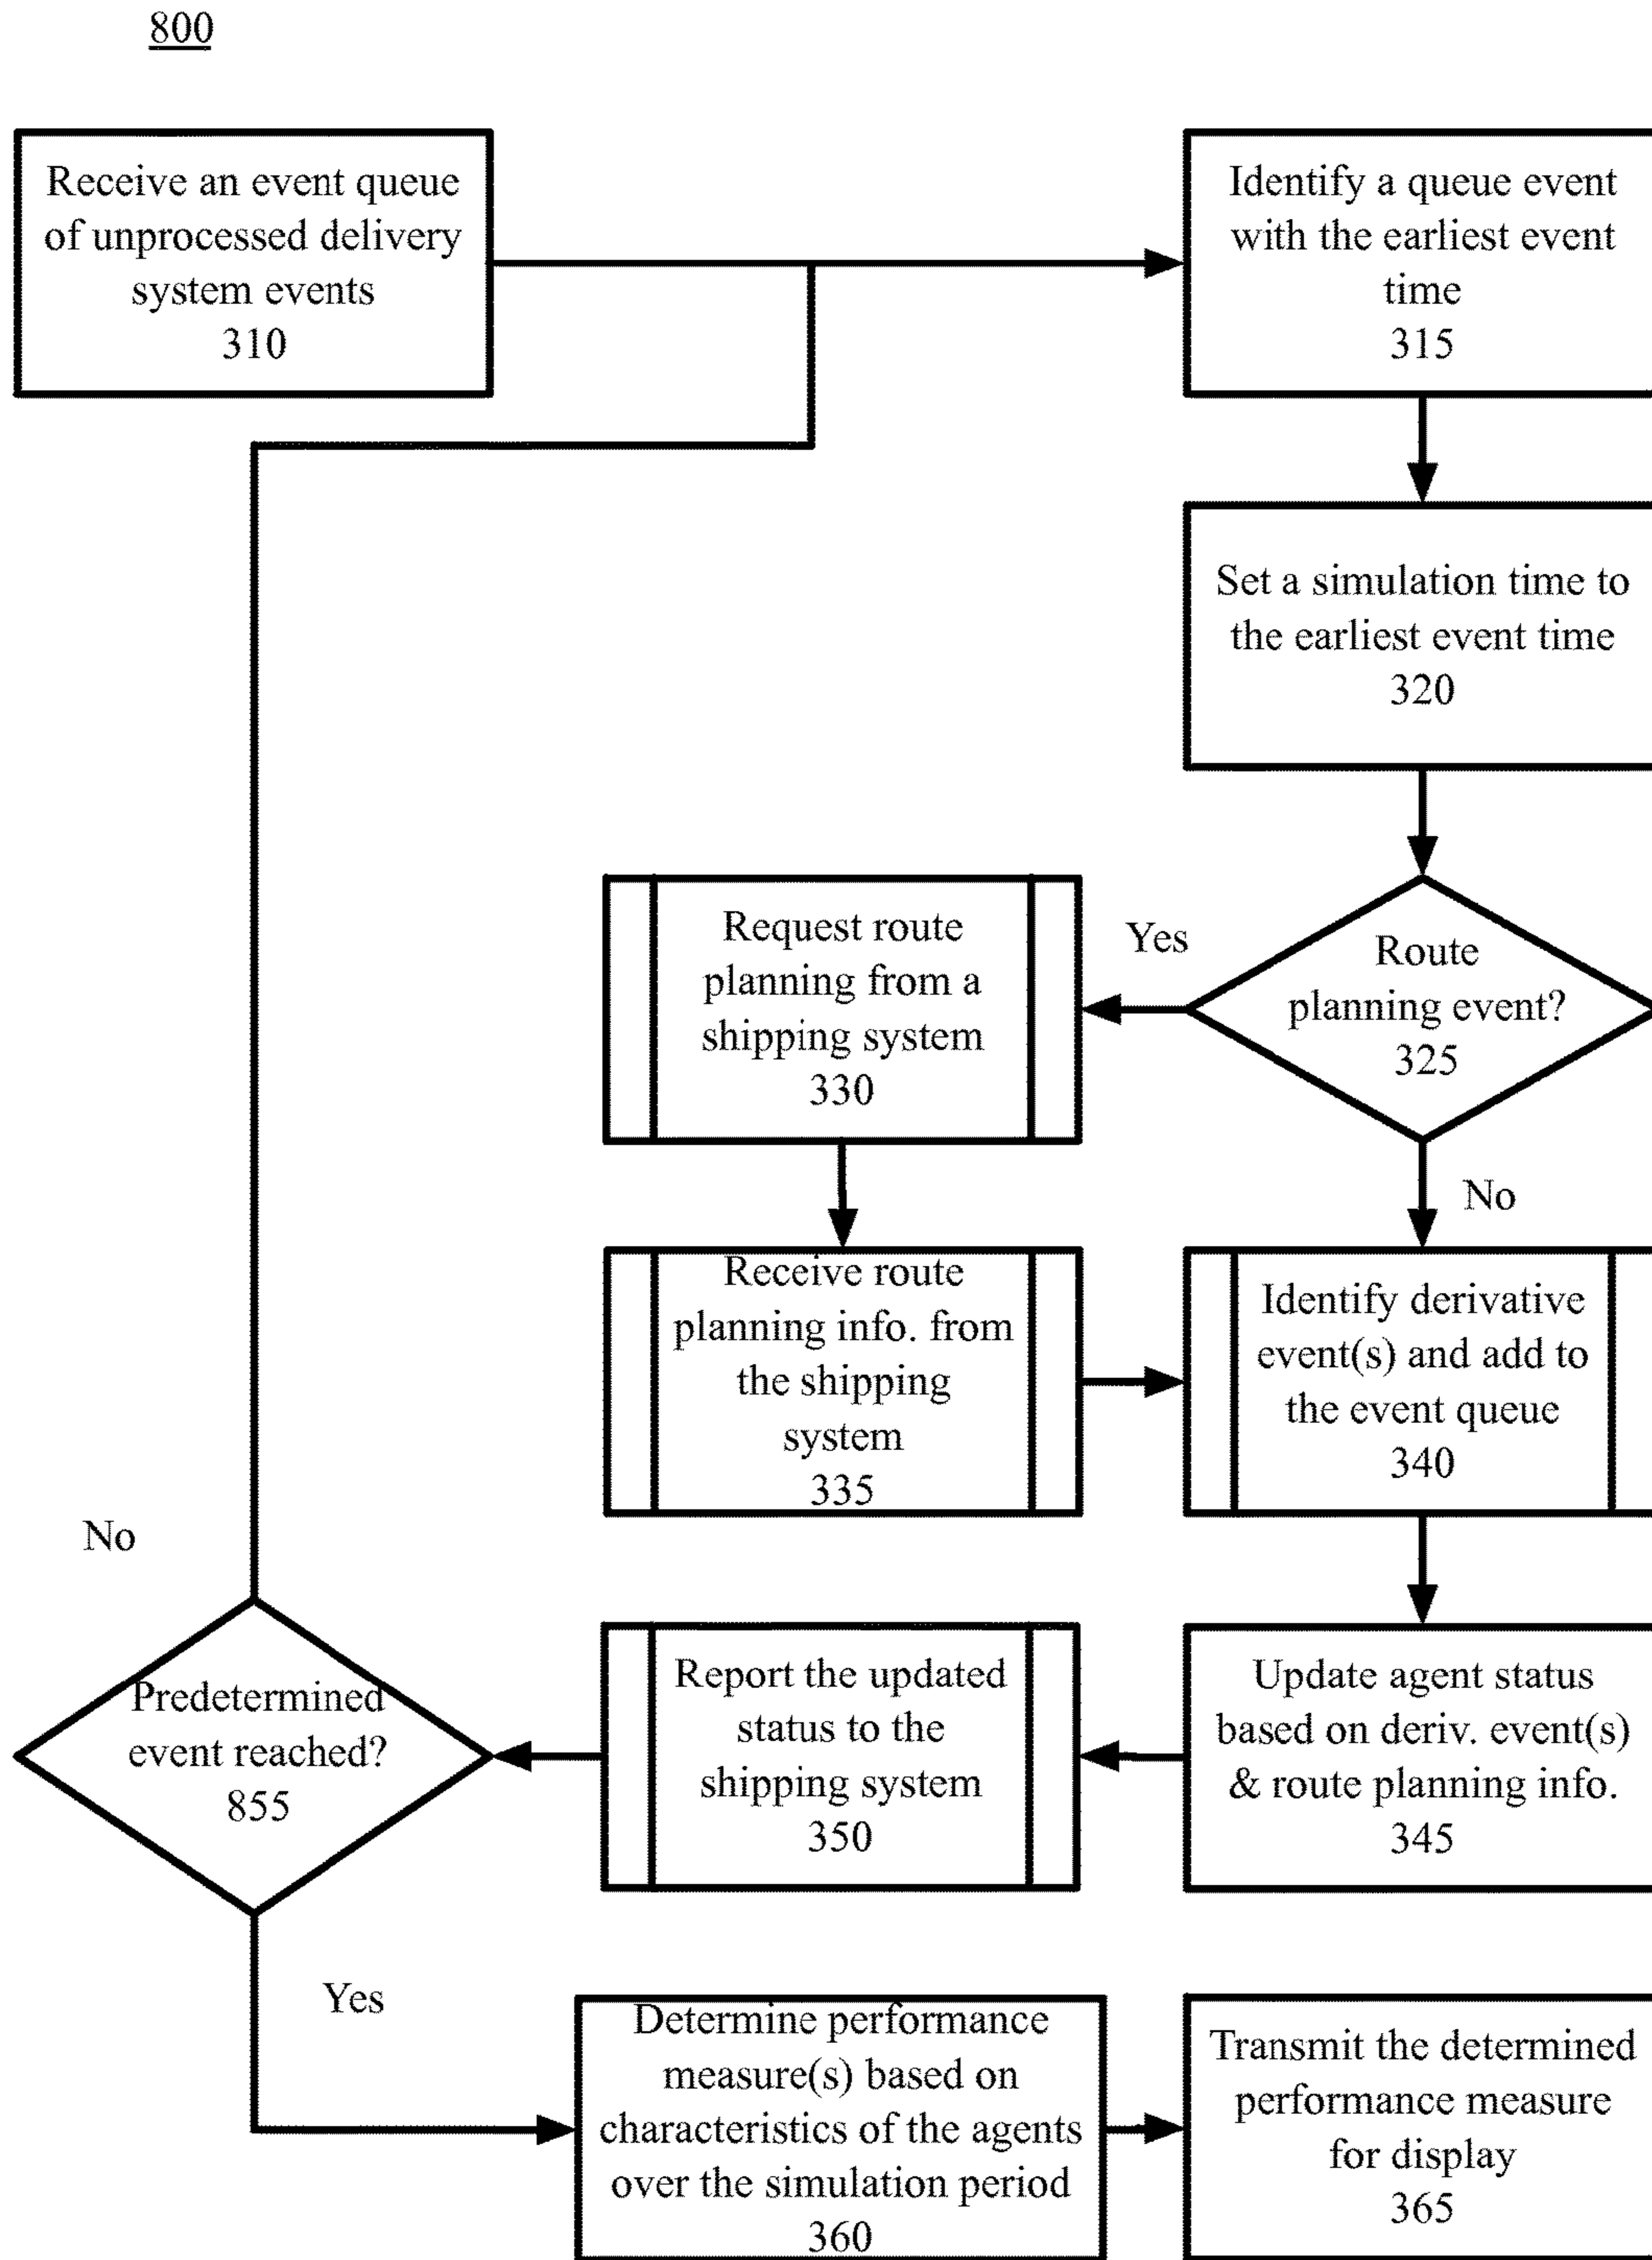 800
Receive an event queue
of unprocessed delivery
system events
310
Identify a queue event
with the earliest event
time
315
Set a simulation time to
the earliest event time
320
Route
planning event?
325
Yes
No
Request route
planning from a
shipping system
330
Receive route
planning info. from
the shipping
system
335
Identify derivative
event(s) and add to
the event queue
340
Update agent status
based on deriv. event(s)
& route planning info.
345
Report the updated
status to the
shipping system
350
Predetermined
event reached?
855
No
Yes
Determine performance
measure(s) based on
characteristics of the agents
over the simulation period
360
Transmit the determined
performance measure
for display
365